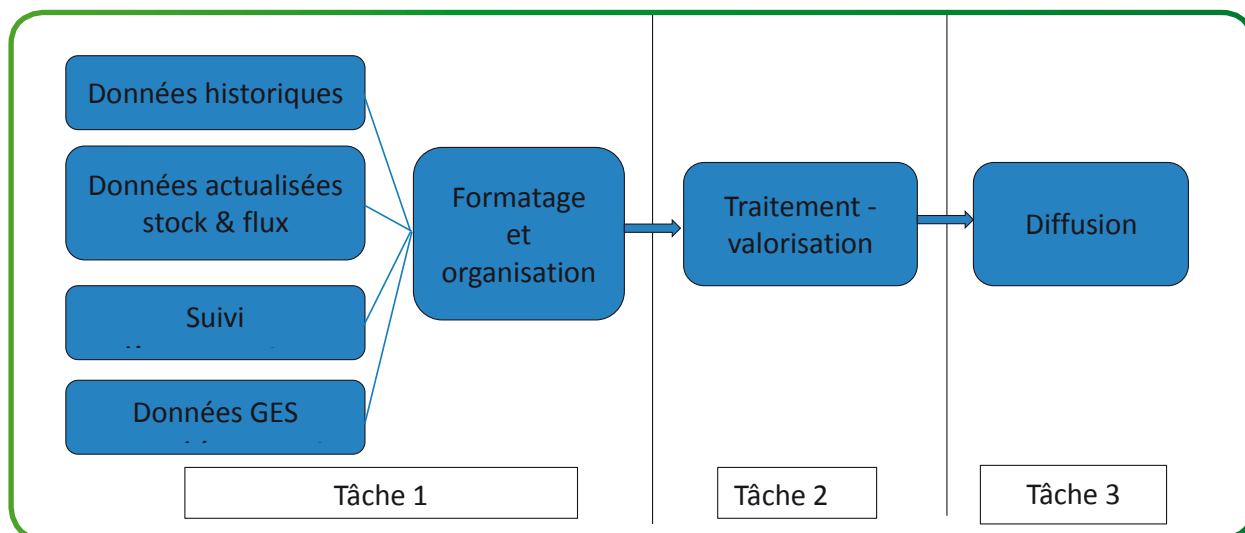 Données historiques
Données actualisées
stock & flux
Suivi
Données GES
Formatage
et
organisation
Traitement -
valorisation
Diffusion
Tâche 1
Tâche 2
Tâche 3